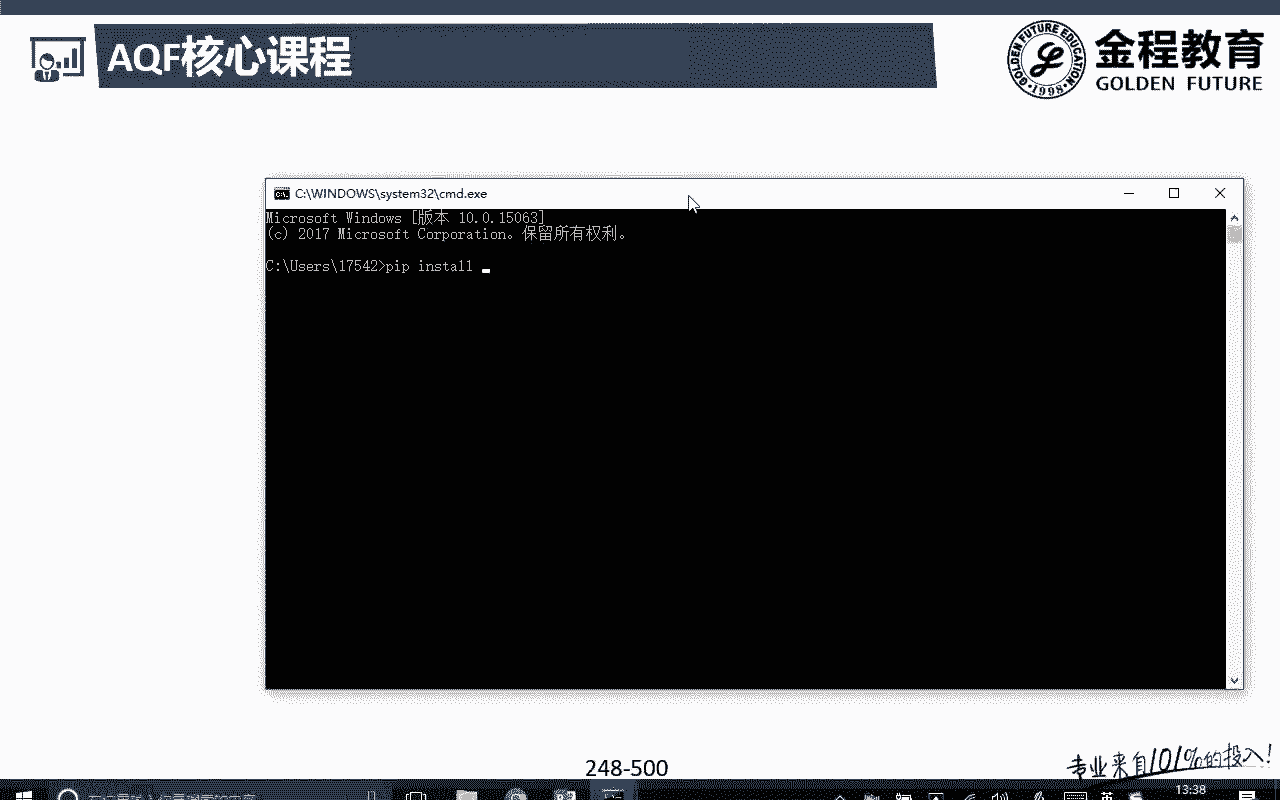 AQF核心课程
GOLDEN FUTURE EDUCATION
1998
金程教育
GOLDEN FUTURE
C:\WINDOWS\system32\cmd.exe
Microsoft Windows [版本 10.0.15063]
(c) 2017 Microsoft Corporation。保留所有权利。
C:\Users\17542>pip install
248-500
专业来自101%的投入!
英
13:38